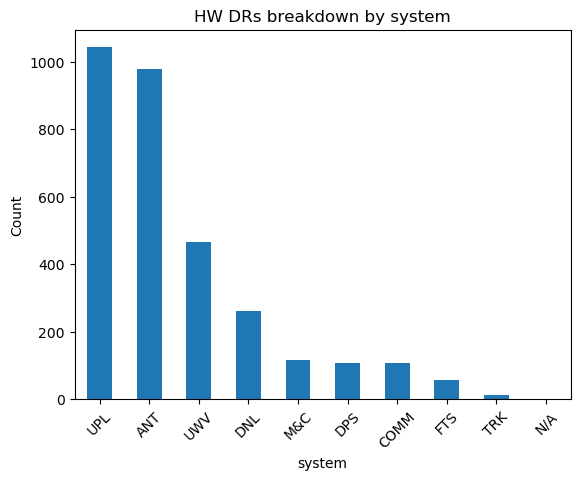 HW DRs breakdown by system
1000
800
600
400
200
0
Count
UPL
ANT
UWV
DNL
M&C
DPS
COMM
FTS
TRK
N/A
system